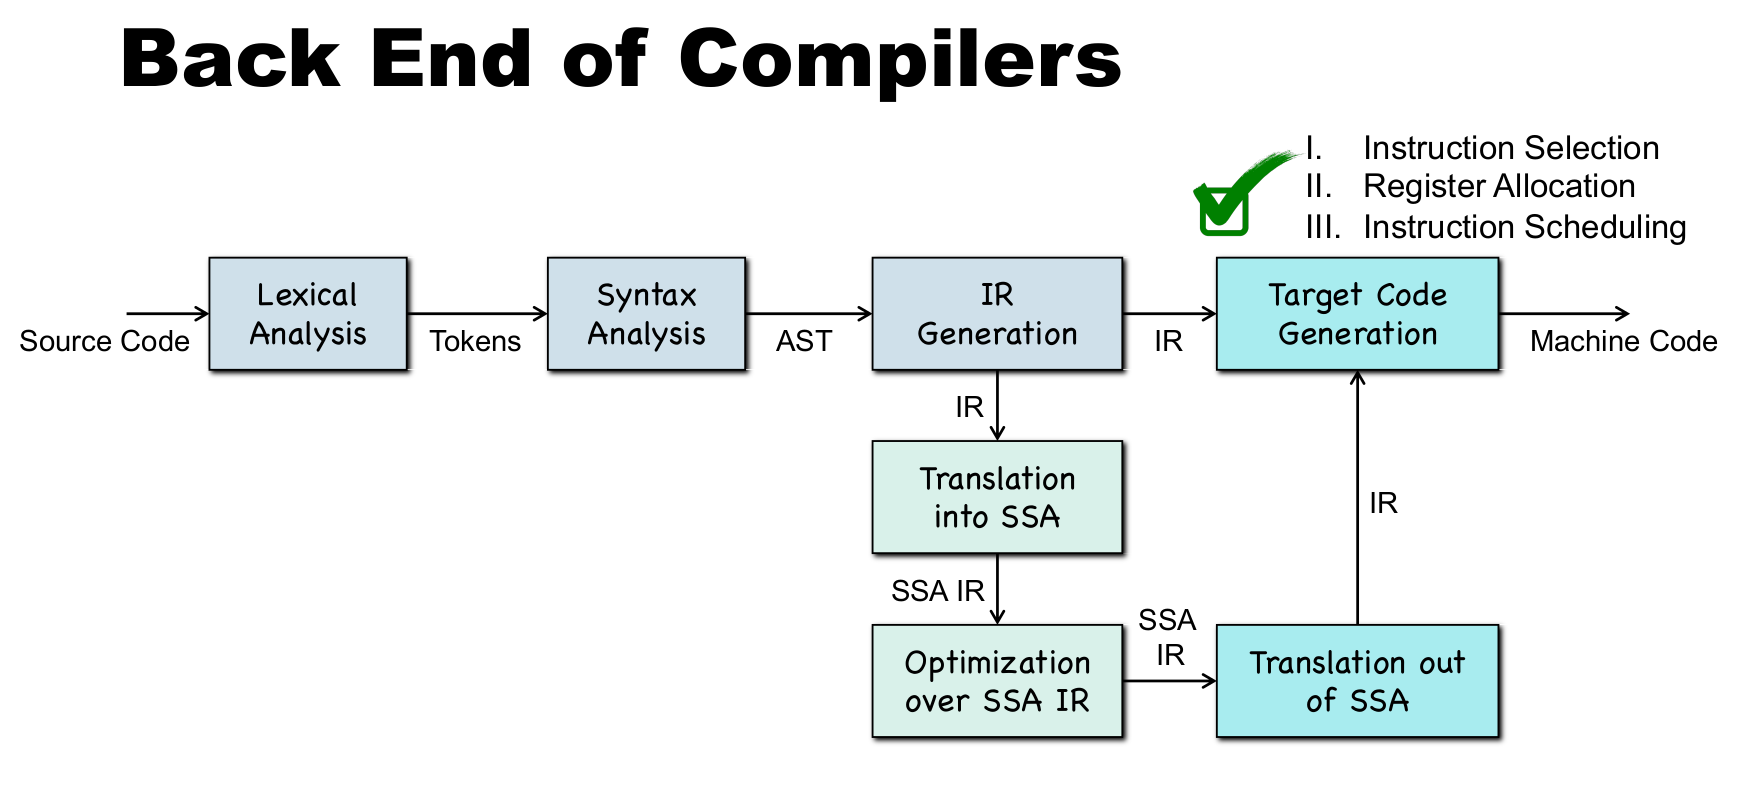 Back End of Compilers
I. Instruction Selection
II. Register Allocation
III. Instruction Scheduling
Source Code
Lexical
Analysis
Tokens
Syntax
Analysis
AST
IR
Generation
IR
Target Code
Generation
Machine Code
IR
Translation
into SSA
IR
SSA IR
Optimization
over SSA IR
SSA
IR
Translation out
of SSA